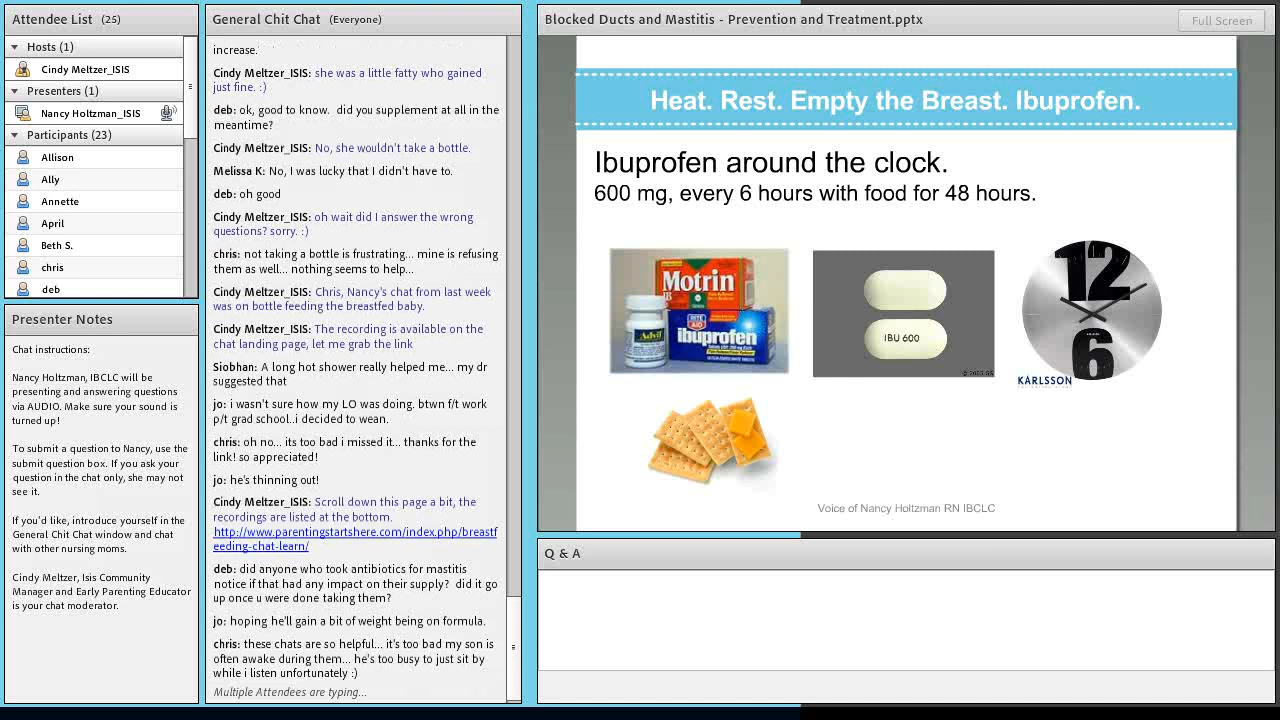 Attendee List (25)
Hosts (1)
Cindy Meltzer_ISIS
Presenters (1)
Nancy Holtzman_ISIS
Participants (23)
Allison
Ally
Annette
April
Beth S.
chris
deb
Presenter Notes
Nancy Holtzman, IBCLC will be
presenting and answering questions
via AUDIO. Make sure your sound is
turned up!
To submit a question to Nancy, use the
submit question box. If you ask your
question in the chat only, she may not
see it.
If you'd like, introduce yourself in the
General Chit Chat window and chat
with other nursing moms.
Cindy Meltzer, Isis Community
Manager and Early Parenting Educator
is your chat moderator.
General Chit Chat (Everyone)
increase.
Cindy Meltzer_ISIS: she was a little fatty who gained
just fine. :)
deb: ok, good to know. did you supplement at all in the
meantime?
Cindy Meltzer_ISIS: No, she wouldn't take a bottle.
Melissa K: No, I was lucky that I didn't have to.
deb: oh good
Cindy Meltzer_ISIS: oh wait did I answer the wrong
questions? sorry. :)
chris: not taking a bottle is frustrating... mine is refusing
them as well... nothing seems to help...
Cindy Meltzer_ISIS: Chris, Nancy's chat from last week
was on bottle feeding the breastfed baby.
Cindy Meltzer_ISIS: The recording is available on the
chat landing page, let me grab the link
Siobhan: A long hot shower really helped me... my dr
suggested that
jo: i wasn't sure how my LO was doing. btwn f/t work
p/t grad school..i decided to wean.
chris: oh no... its too bad i missed it... thanks for the
link! so appreciated!
jo: he's thinning out!
Cindy Meltzer_ISIS: Scroll down this page a bit, the
recordings are listed at the bottom.
http://www.parentingstartshere.com/index.php/breastf
eeding-chat-learn/
deb: did anyone who took antibiotics for mastitis
notice if that had any impact on their supply? did it go
up once u were done taking them?
jo: hoping he'll gain a bit of weight being on formula.
chris: these chats are so helpful... it's too bad my son is
often awake during them... he's too busy to just sit by
while i listen unfortunately :)
Multiple Attendees are typing...
Blocked Ducts and Mastitis - Prevention and Treatment.pptx
Full Screen
Heat. Rest. Empty the Breast. Ibuprofen.
Ibuprofen around the clock.
600 mg, every 6 hours with food for 48 hours.
Motrin
IB
RITE AID
ibuprofen
Advil
IBU 600
12
6
KARLSSON
Voice of Nancy Holtzman RN IBCLC
Q & A